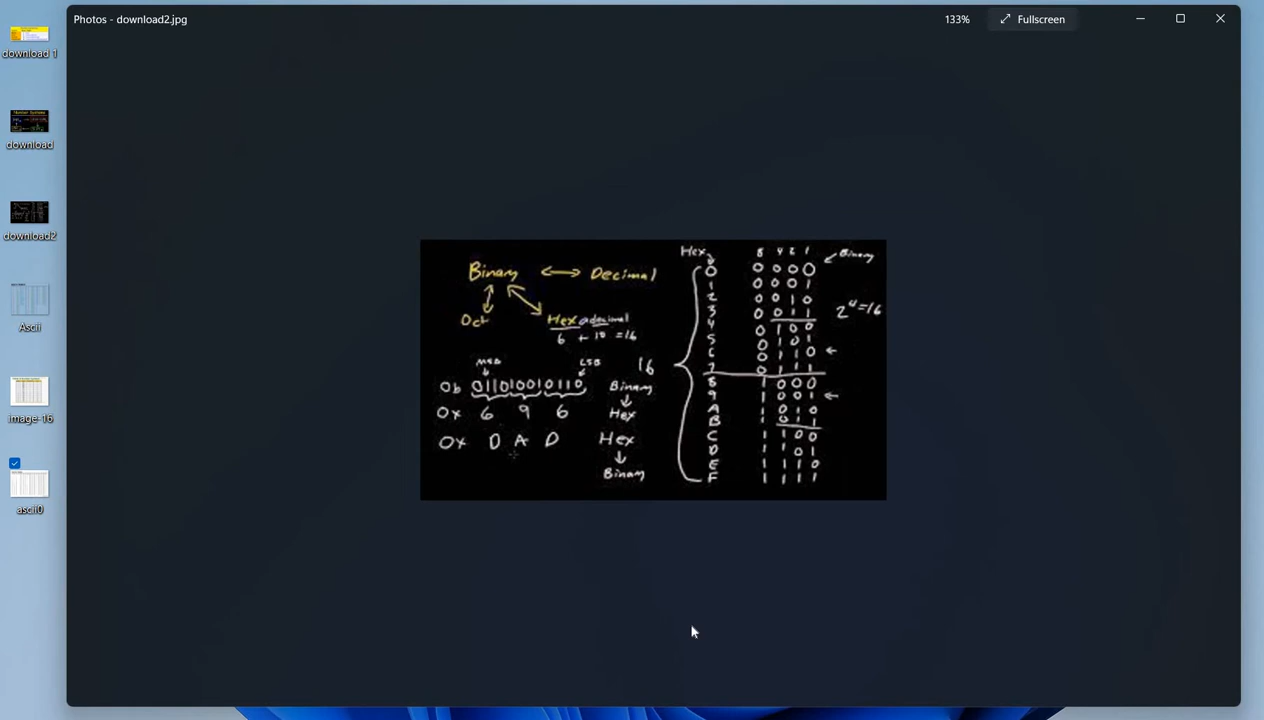 Photos - download2.jpg
133%
Fullscreen
download 1
download
download2
Ascii
image-16
ascii0
Binary ↔ Decimal
Oct
Hexadecimal
6 + 10 = 16
MSB
LSB
0b 011010010110 Binary
0x 6 9 6 Hex
0x D A D Hex
Binary
16
Hex 8 4 2 1 Binary
0 0 0 0 0
1 0 0 0 1
2 0 0 1 0
3 0 0 1 1
4 0 1 0 0
5 0 1 0 1
6 0 1 1 0 ←
7 0 1 1 1
8 1 0 0 0
9 1 0 0 1 ←
A 1 0 1 0
B 1 0 1 1
C 1 1 0 0
D 1 1 0 1
E 1 1 1 0
F 1 1 1 1
2⁴=16